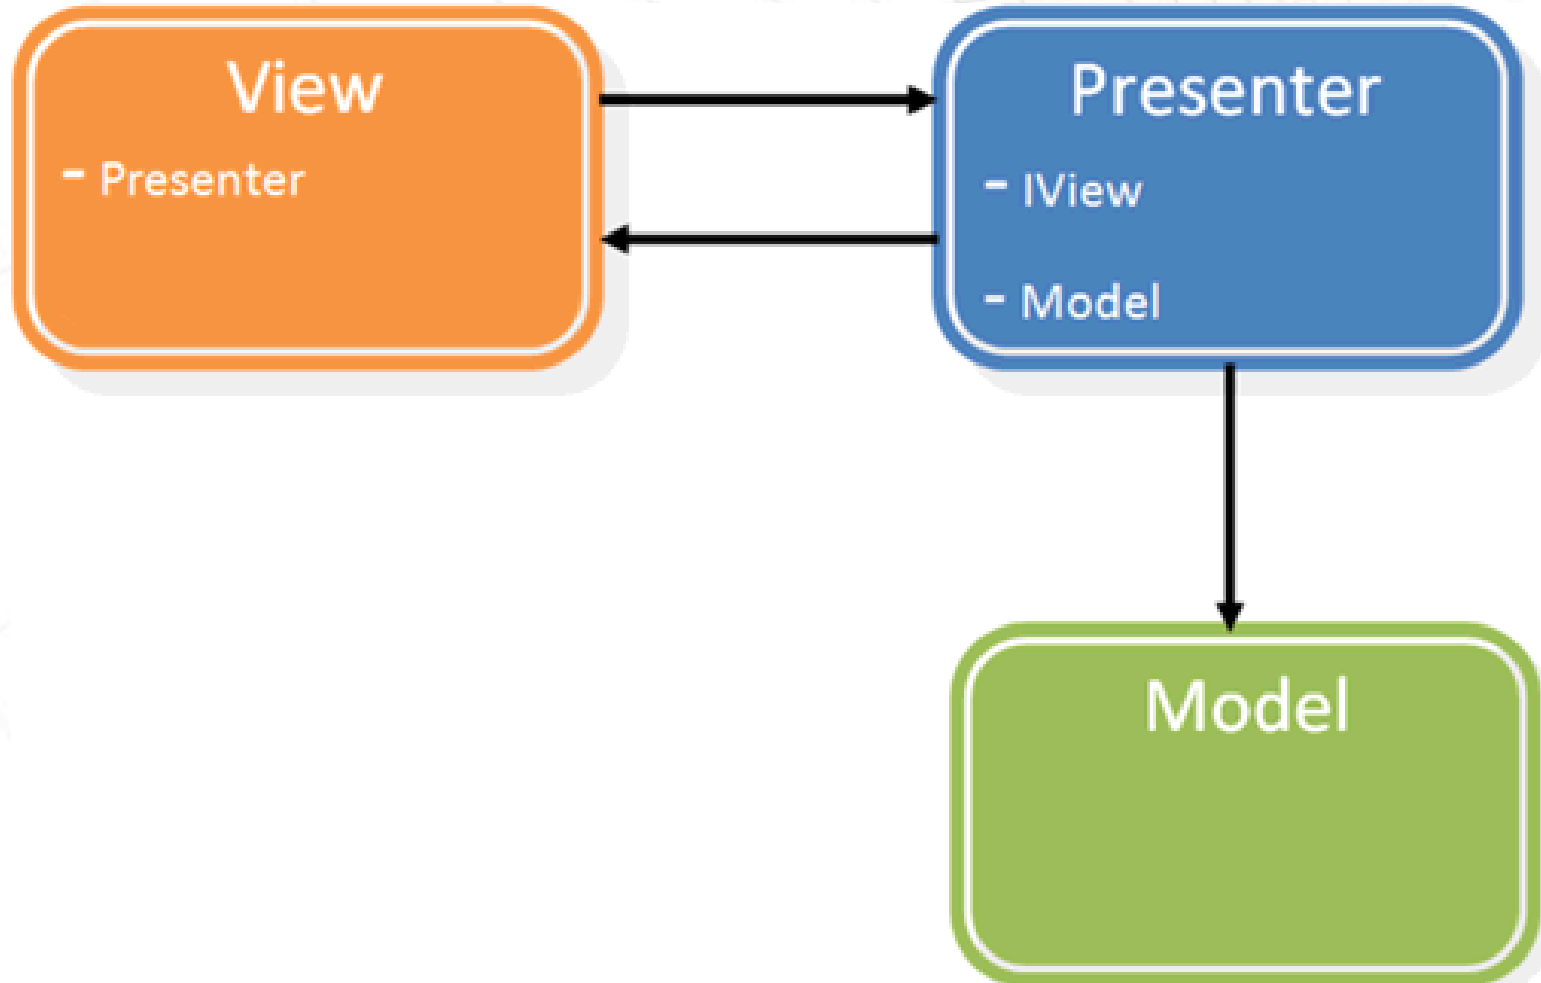 View
- Presenter
Presenter
- IView
- Model
Model